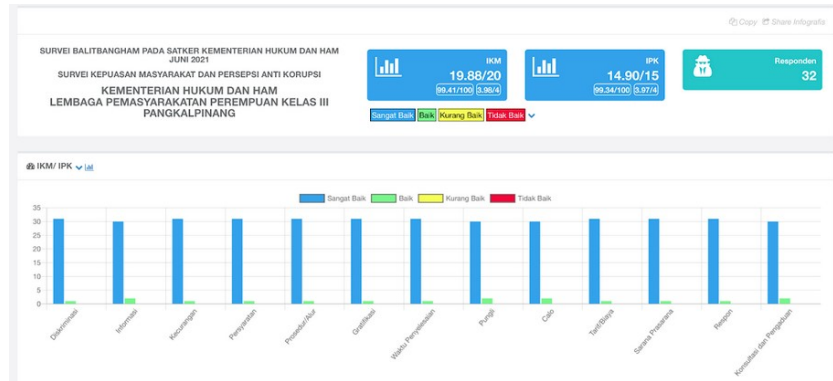 Copy Share Infografis
SURVEI BALITBANGHAM PADA SATKER KEMENTERIAN HUKUM DAN HAM
JUNI 2021
SURVEI KEPUASAN MASYARAKAT DAN PERSEPSI ANTI KORUPSI
KEMENTERIAN HUKUM DAN HAM
LEMBAGA PEMASYARAKATAN PEREMPUAN KELAS III
PANGKALPINANG
IKM
19.88/20
99.41/100 3.98/4
IPK
14.90/15
99.34/100 3.97/4
Responden
32
Sangat Baik Baik Kurang Baik Tidak Baik
IKM/ IPK
Sangat Baik Baik Kurang Baik Tidak Baik
35
30
25
20
15
10
5
0
Diskriminasi
Informasi
Kecurangan
Persyaratan
Prosedur/Alur
Gratifikasi
Waktu Penyelesaian
Pungli
Calo
Tarif/Biaya
Sarana Prasarana
Respon
Konsultasi dan Pengaduan